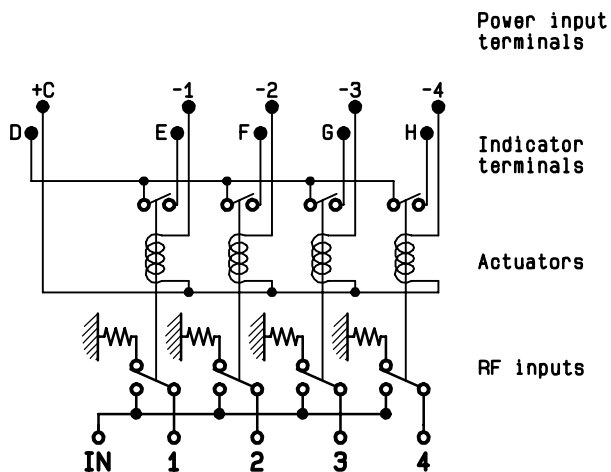 Power input
terminals
+C -1 -2 -3 -4
D E F G H
Indicator
terminals
Actuators
RF inputs
IN 1 2 3 4